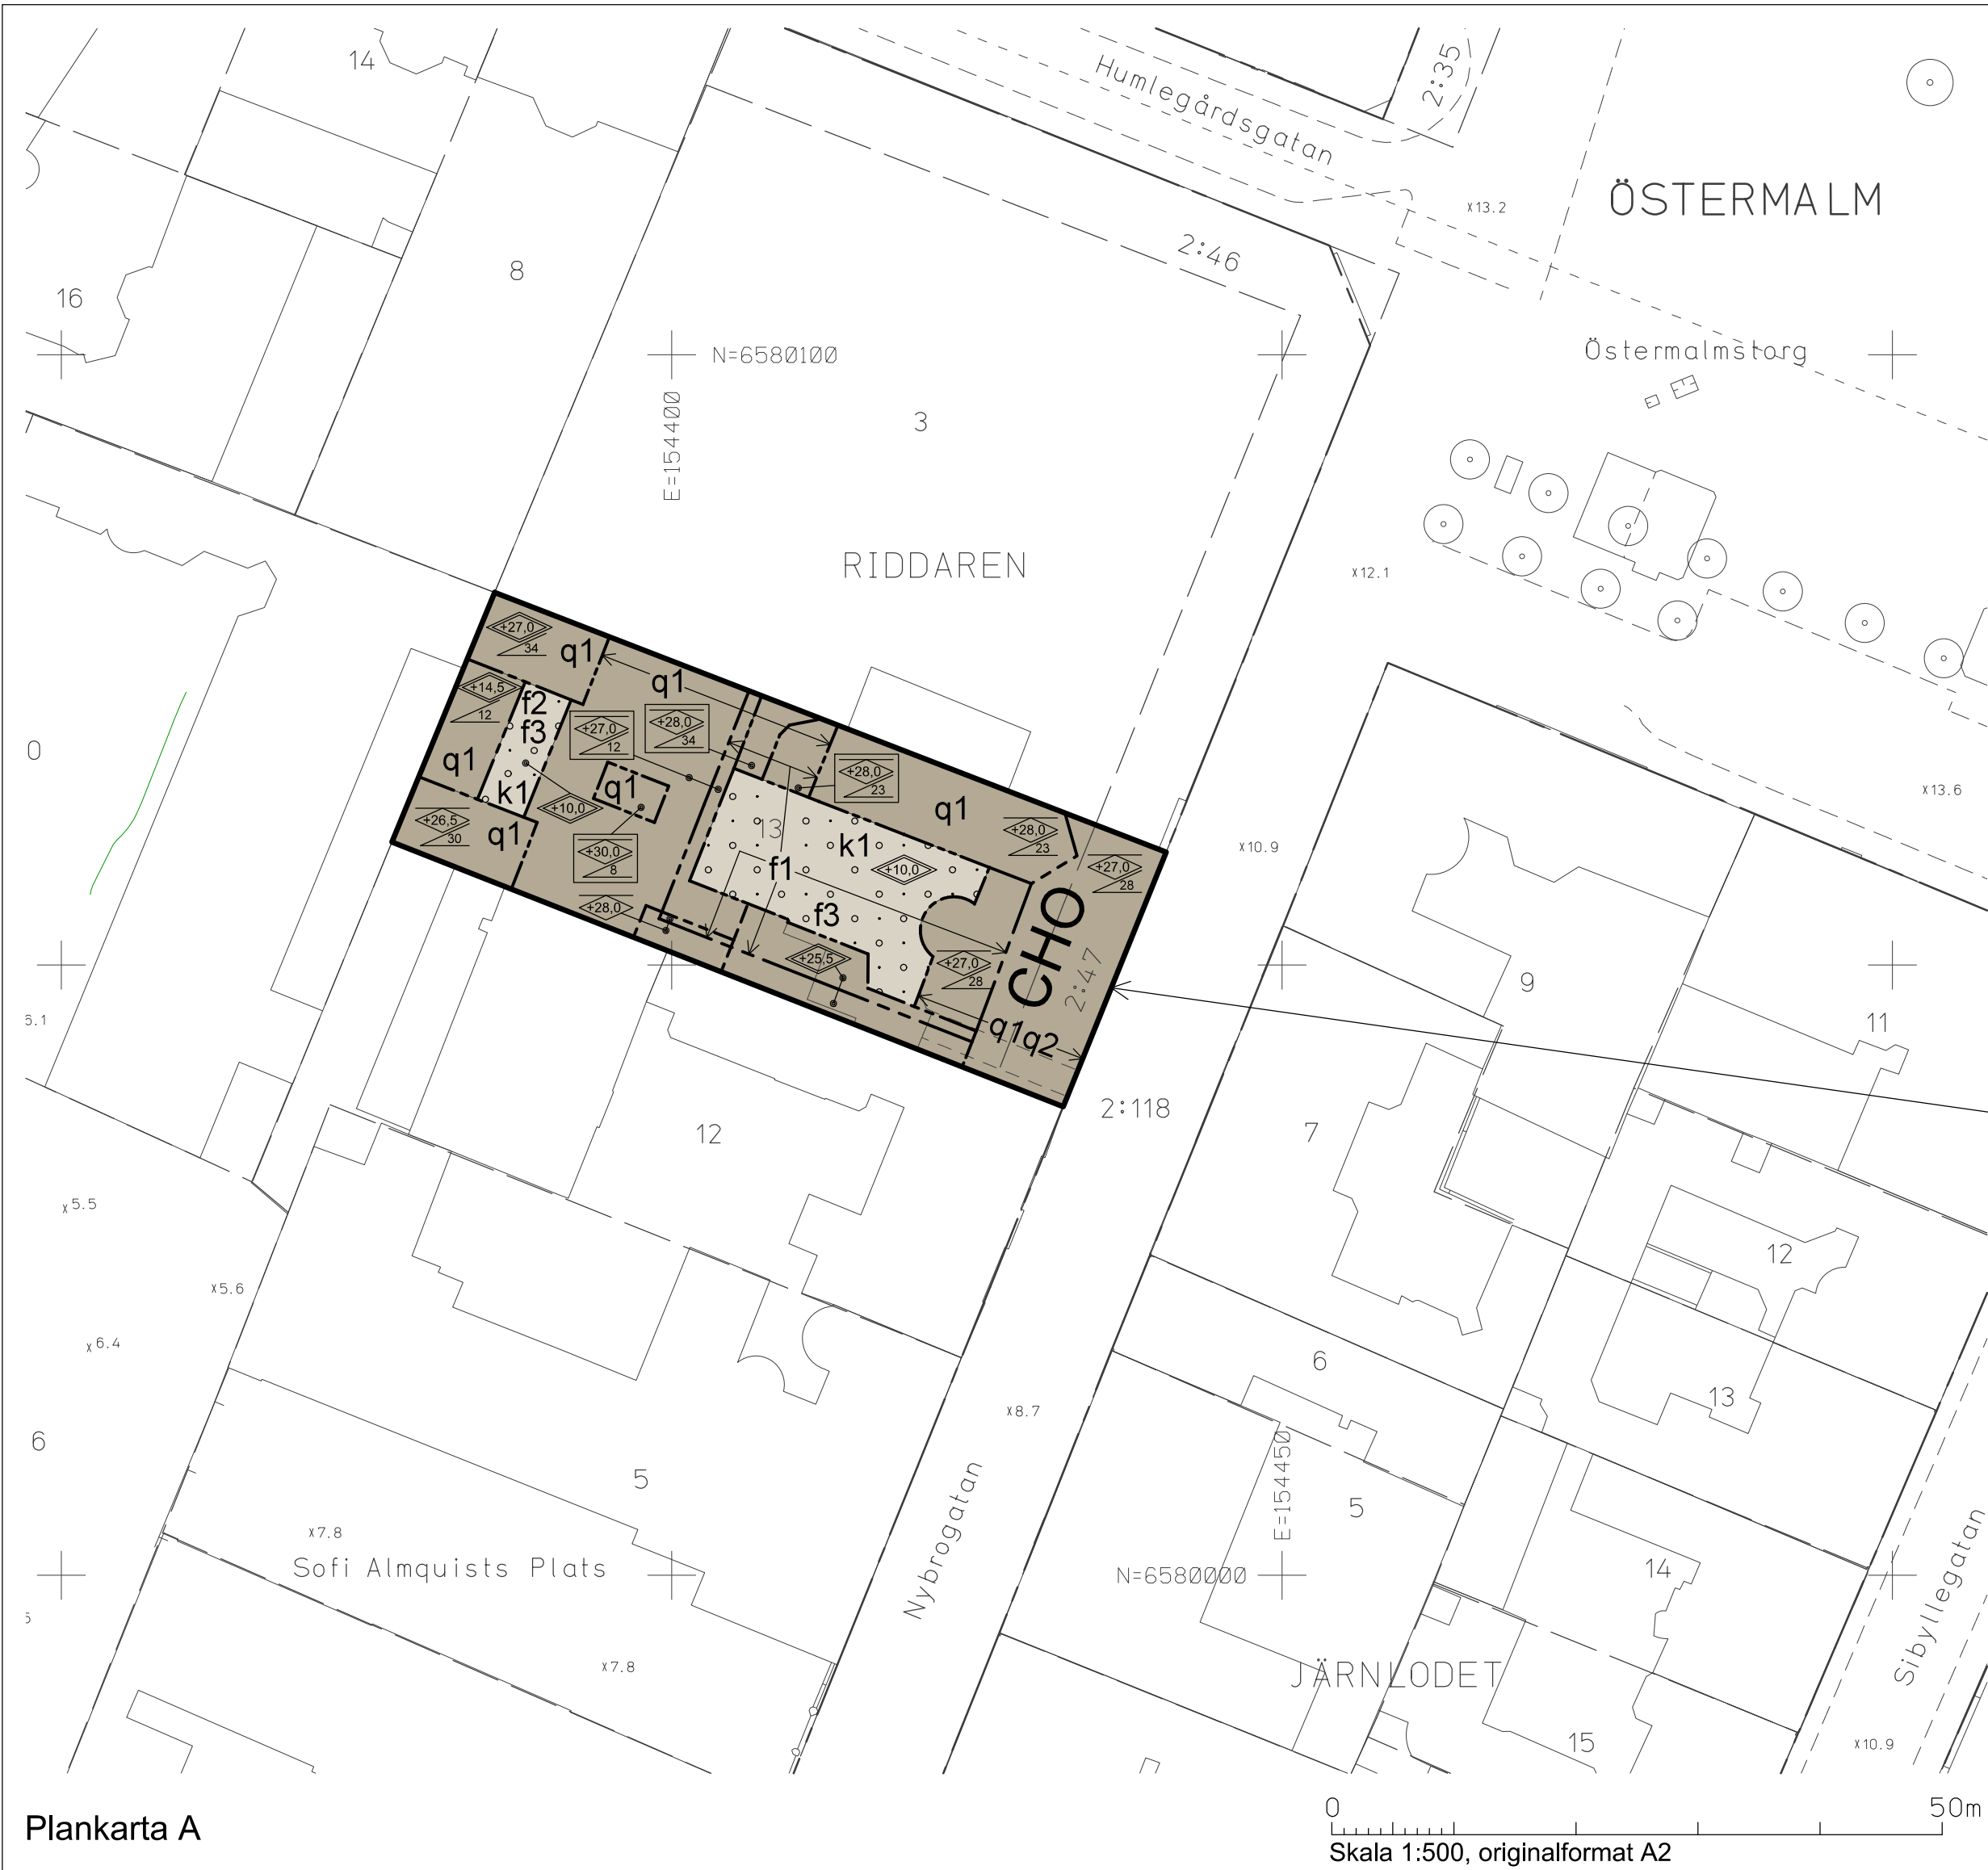 14
Humlegårdsgatan
2:35
ÖSTERMALM
x13.2
2:46
8
16
N=6580100
Östermalmstorg
E=154400
3
RIDDAREN
x12.1
+27,0
34
q1
q1
+14,5
12
f2
f3
+27,0
12
+28,0
34
0
q1
k1
+10,0
q1
+28,0
23
q1
x13.6
+26,5
30
q1
13
k1
+28,0
23
x10.9
+30,0
8
f1
+10,0
+27,0
28
+28,0
f3
CHO
+25,5
+27,0
28
2:47
9
q1q2
11
6.1
12
2:118
7
x5.5
12
x5.6
x6.4
6
13
x8.7
6
5
E=154450
5
x7.8
Sofi Almquists Plats
Nybrogatan
N=6580000
14
Sibyllegatan
x7.8
JÄRNLODET
15
x10.9
0
50m
Plankarta A
Skala 1:500, originalformat A2